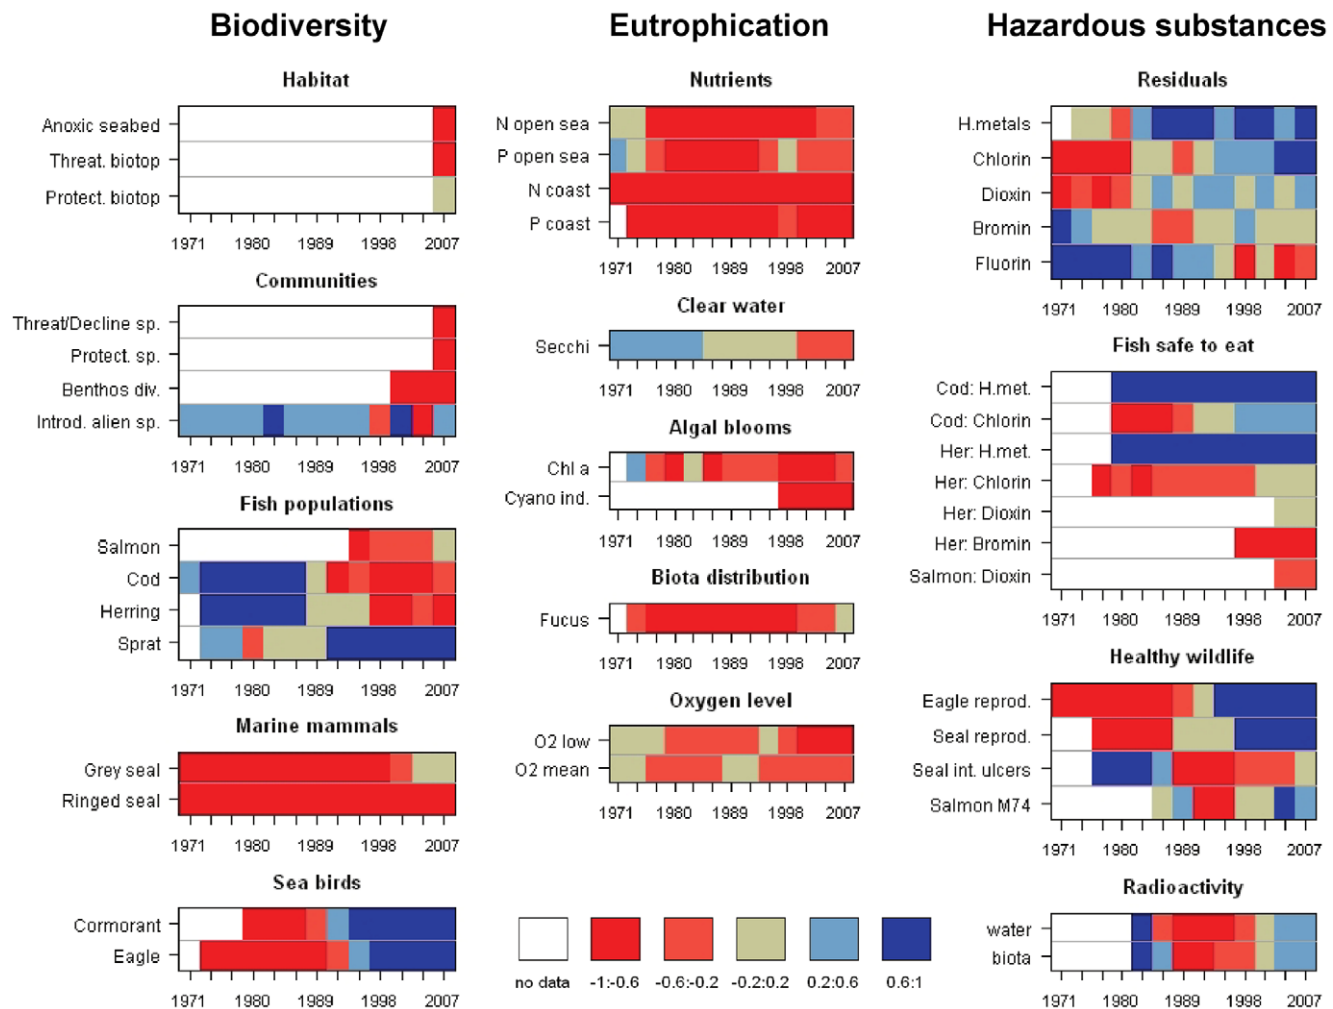 Biodiversity
Habitat
Anoxic seabed
Threat. biotop
Protect. biotop
1971 1980 1989 1998 2007
Communities
Threat/Decline sp.
Protect. sp.
Benthos div.
Introd. alien sp.
1971 1980 1989 1998 2007
Fish populations
Salmon
Cod
Herring
Sprat
1971 1980 1989 1998 2007
Marine mammals
Grey seal
Ringed seal
1971 1980 1989 1998 2007
Sea birds
Cormorant
Eagle
1971 1980 1989 1998 2007
Eutrophication
Nutrients
N open sea
P open sea
N coast
P coast
1971 1980 1989 1998 2007
Clear water
Secchi
1971 1980 1989 1998 2007
Algal blooms
Chl a
Cyano ind.
1971 1980 1989 1998 2007
Biota distribution
Fucus
1971 1980 1989 1998 2007
Oxygen level
O2 low
O2 mean
1971 1980 1989 1998 2007
no data -1:-0.6 -0.6:-0.2 -0.2:0.2 0.2:0.6 0.6:1
Hazardous substances
Residuals
H.metals
Chlorin
Dioxin
Bromin
Fluorin
1971 1980 1989 1998 2007
Fish safe to eat
Cod: H.met.
Cod: Chlorin
Her: H.met.
Her: Chlorin
Her: Dioxin
Her: Bromin
Salmon: Dioxin
1971 1980 1989 1998 2007
Healthy wildlife
Eagle reprod.
Seal reprod.
Seal int. ulcers
Salmon M74
1971 1980 1989 1998 2007
Radioactivity
water
biota
1971 1980 1989 1998 2007